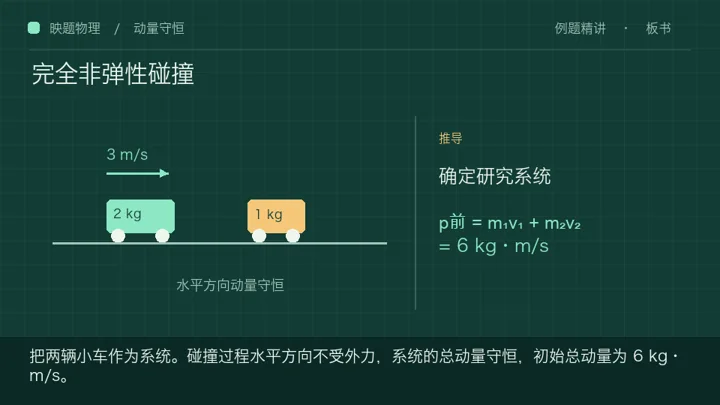 映题物理 / 动量守恒
例题精讲 · 板书
完全非弹性碰撞
3 m/s
2 kg
1 kg
水平方向动量守恒
推导
确定研究系统
p前 = m₁v₁ + m₂v₂
= 6 kg·m/s
把两辆小车作为系统。碰撞过程水平方向不受外力，系统的总动量守恒，初始总动量为 6 kg·
m/s。